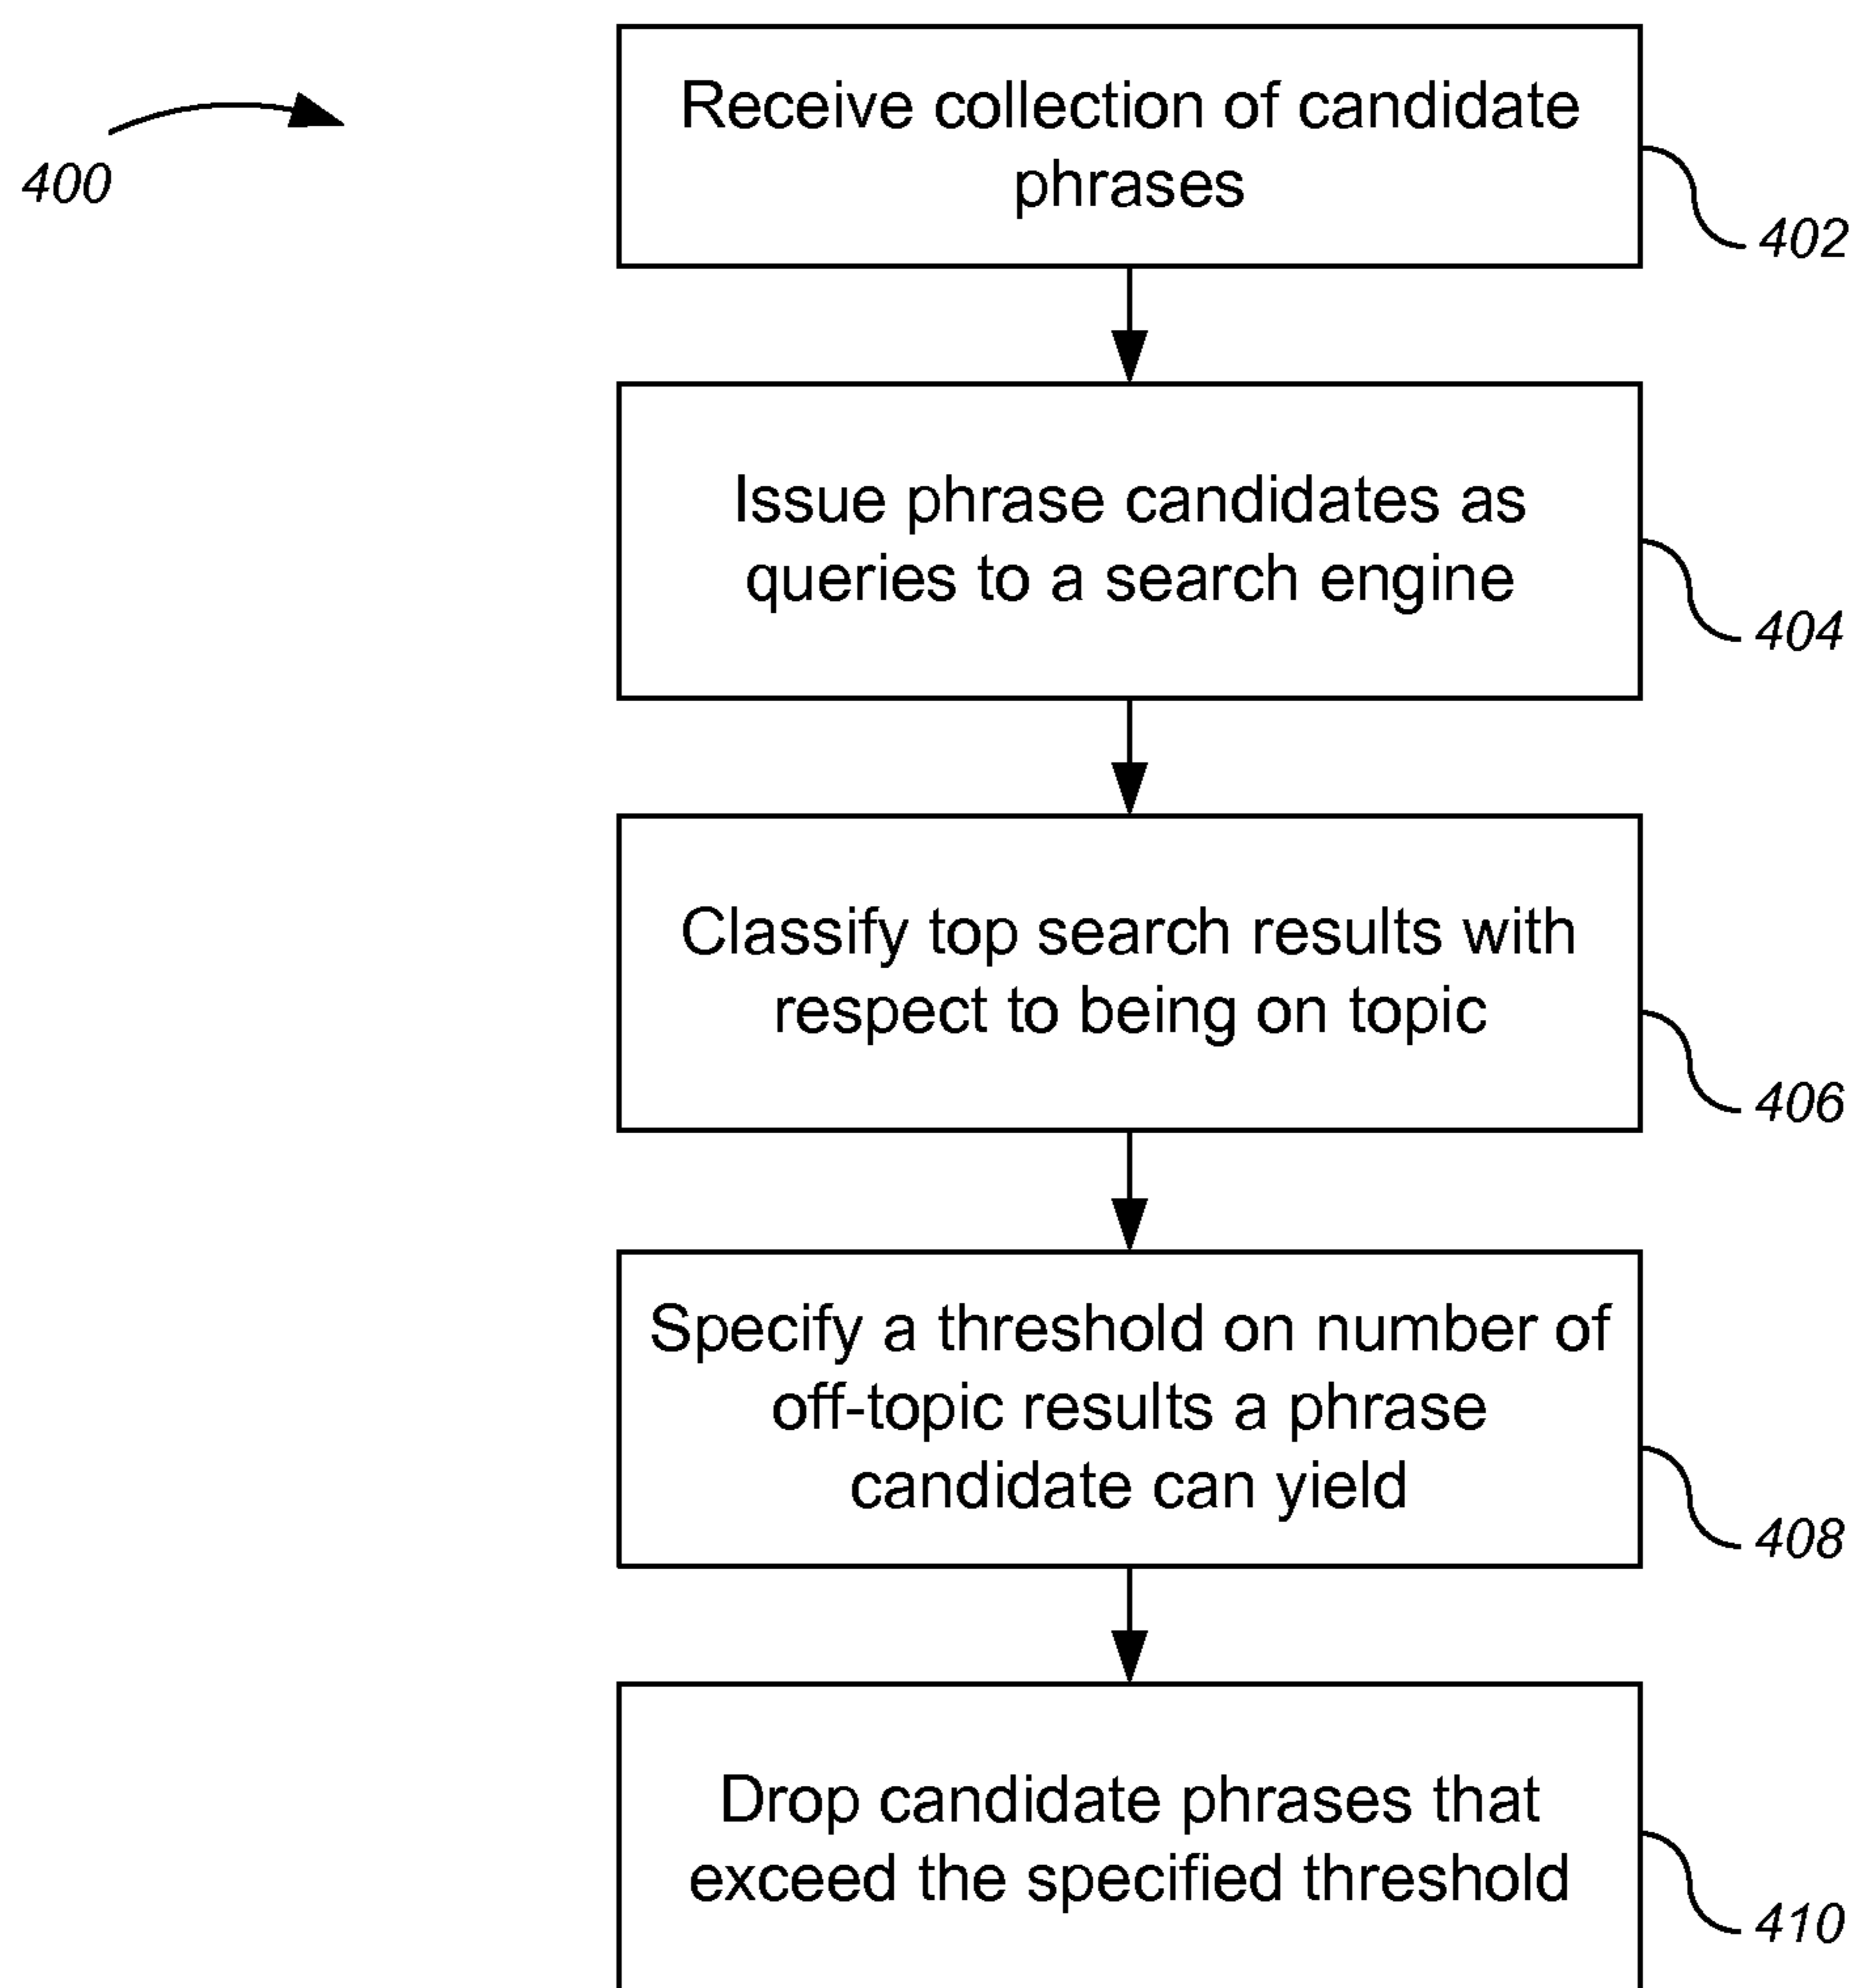 Receive collection of candidate
phrases
400
402
Issue phrase candidates as
queries to a search engine
404
Classify top search results with
respect to being on topic
406
Specify a threshold on number of
off-topic results a phrase
candidate can yield
408
Drop candidate phrases that
exceed the specified threshold
410